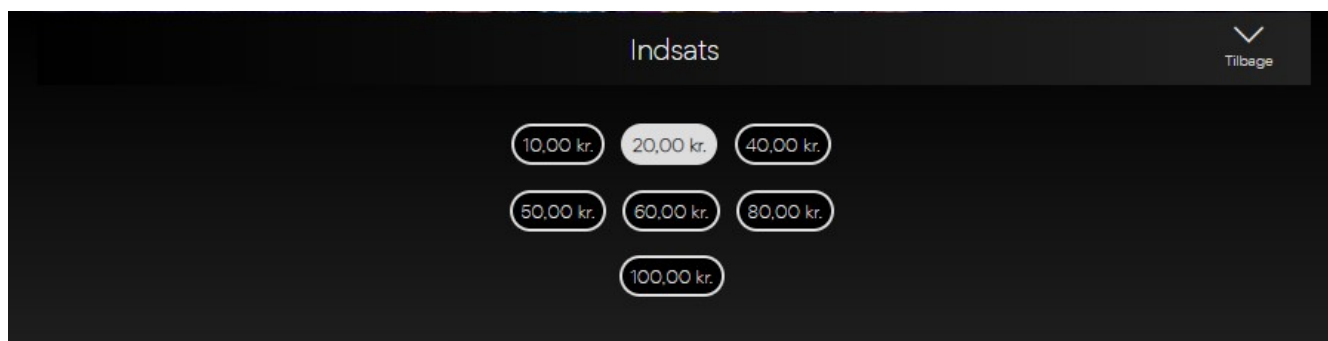 Indsats
Tilbage
10,00 kr. 20,00 kr. 40,00 kr.
50,00 kr. 60,00 kr. 80,00 kr.
100,00 kr.